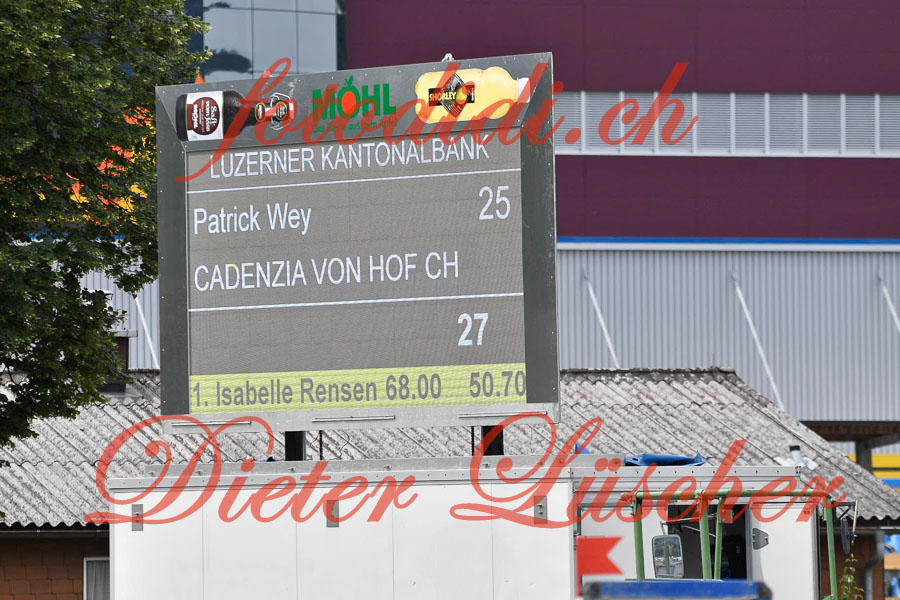 MÖHL
SHORLEY
fotodidi.ch
LUZERNER KANTONALBANK
Patrick Wey 25
CADENZIA VON HOF CH
27
1. Isabelle Rensen 68.00 50.70
Dieter Lüscher